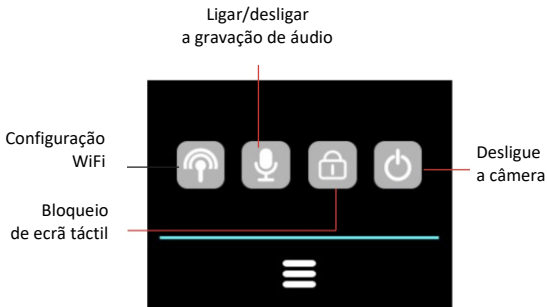 Ligar/desligar
a gravação de áudio
Configuração
WiFi
Desligue
a câmera
Bloqueio
de ecrã táctil